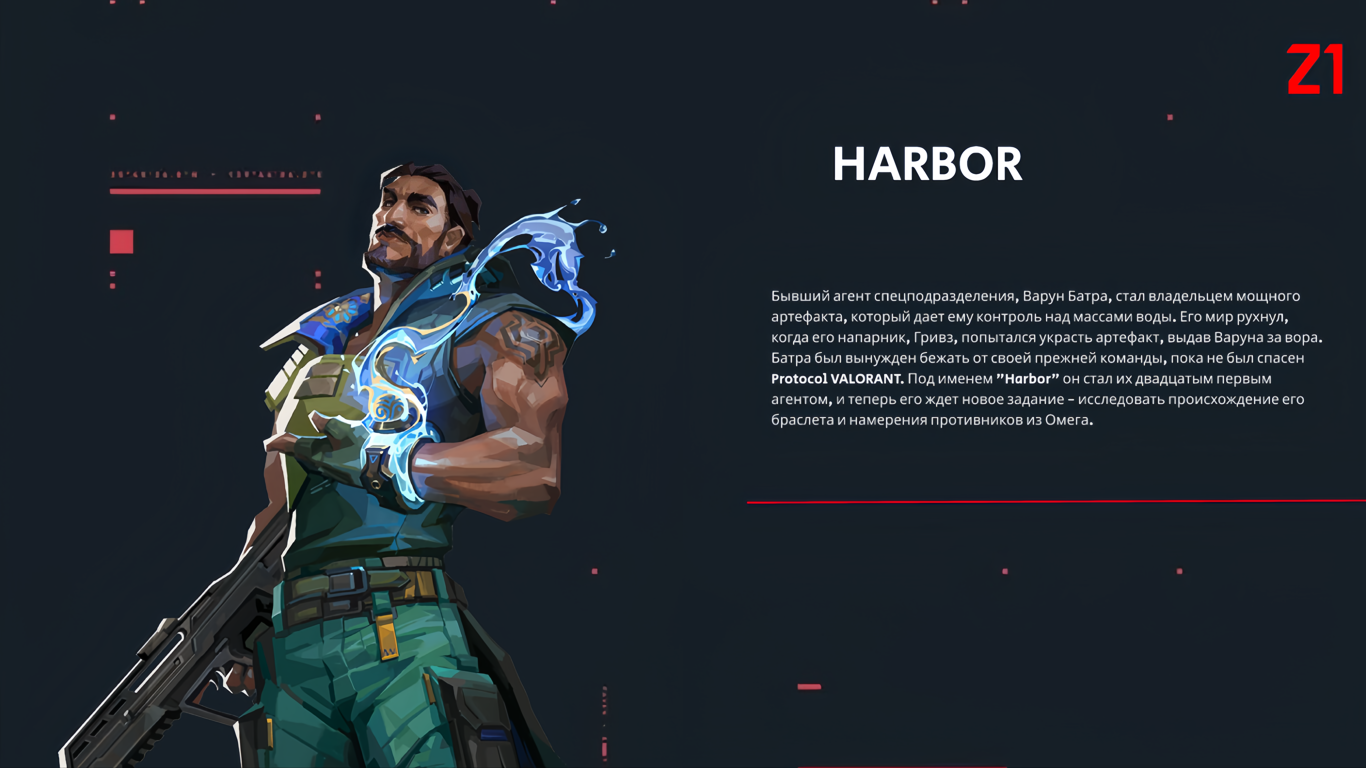 Z1
HARBOR
Бывший агент спецподразделения, Варун Батра, стал владельцем мощного
артефакта, который дает ему контроль над массами воды. Его мир рухнул,
когда его напарник, Гривз, попытался украсть артефакт, выдав Варуна за вора.
Батра был вынужден бежать от своей прежней команды, пока не был спасен
Protocol VALORANT. Под именем ”Harbor” он стал их двадцатым первым
агентом, и теперь его ждет новое задание – исследовать происхождение его
браслета и намерения противников из Омега.